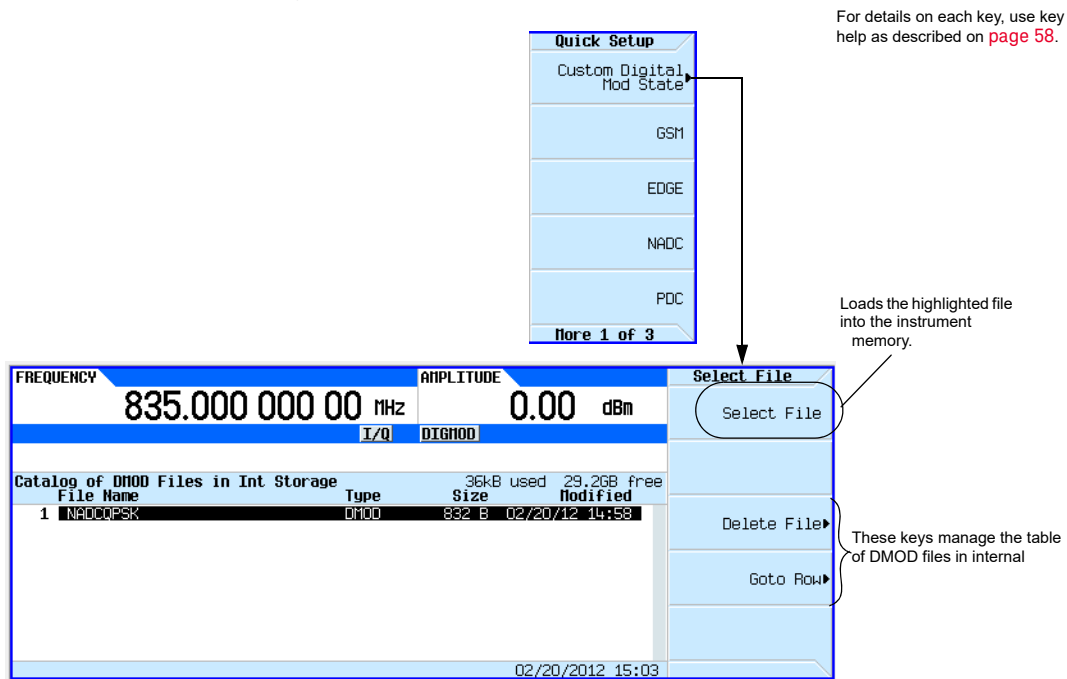 For details on each key, use key
help as described on page 58.
Quick Setup
Custom Digital
Mod State
GSM
EDGE
NADC
PDC
More 1 of 3
Loads the highlighted file
into the instrument
memory.
FREQUENCY
835.000 000 00 MHz
AMPLITUDE
0.00 dBm
I/Q
DIGMOD
Select File
Select File
Delete File
Goto Row
Catalog of DMOD Files in Int Storage 36kB used 29.2GB free
File Name Type Size Modified
1 NADCQPSK DMOD 832 B 02/20/12 14:58
These keys manage the table
of DMOD files in internal
02/20/2012 15:03